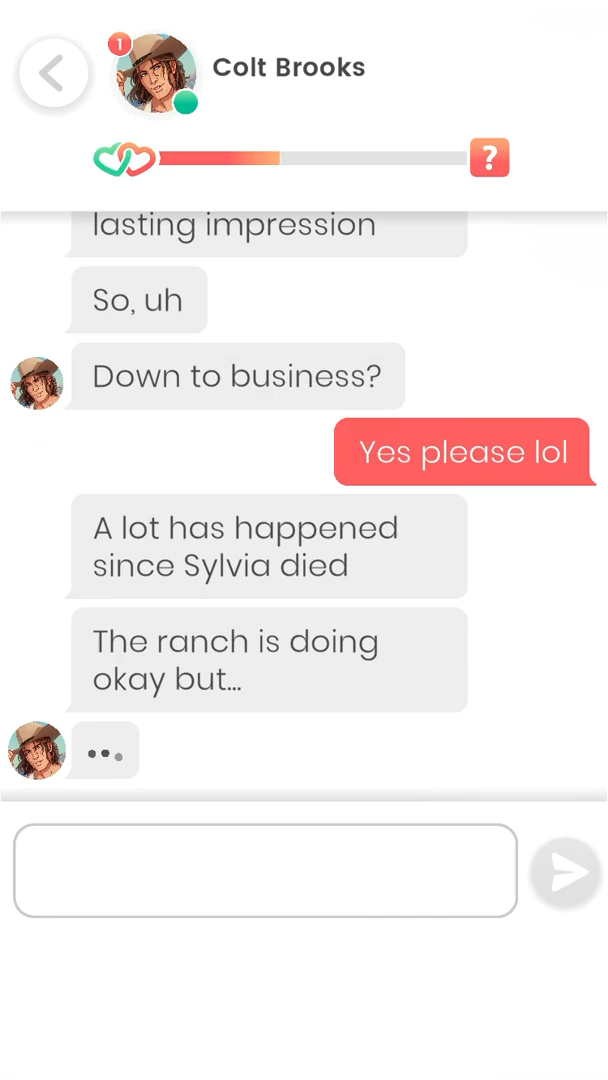 1
Colt Brooks
?
lasting impression
So, uh
Down to business?
Yes please lol
A lot has happened
since Sylvia died
The ranch is doing
okay but...